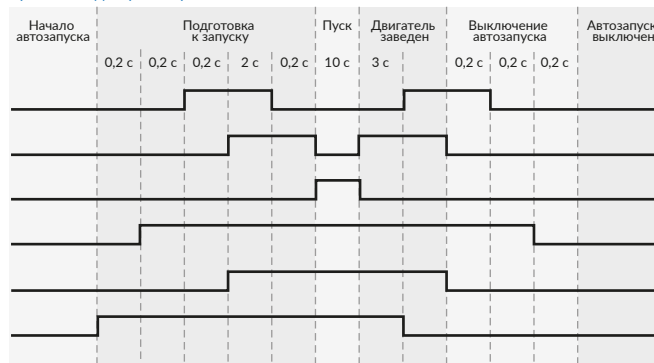 Начало
автозапуска
Подготовка
к запуску
Пуск
Двигатель
заведен
Выключение
автозапуска
Автозапуск
выключен
0,2 с 0,2 с 0,2 с 2 с 0,2 с 10 с 3 с 0,2 с 0,2 с 0,2 с